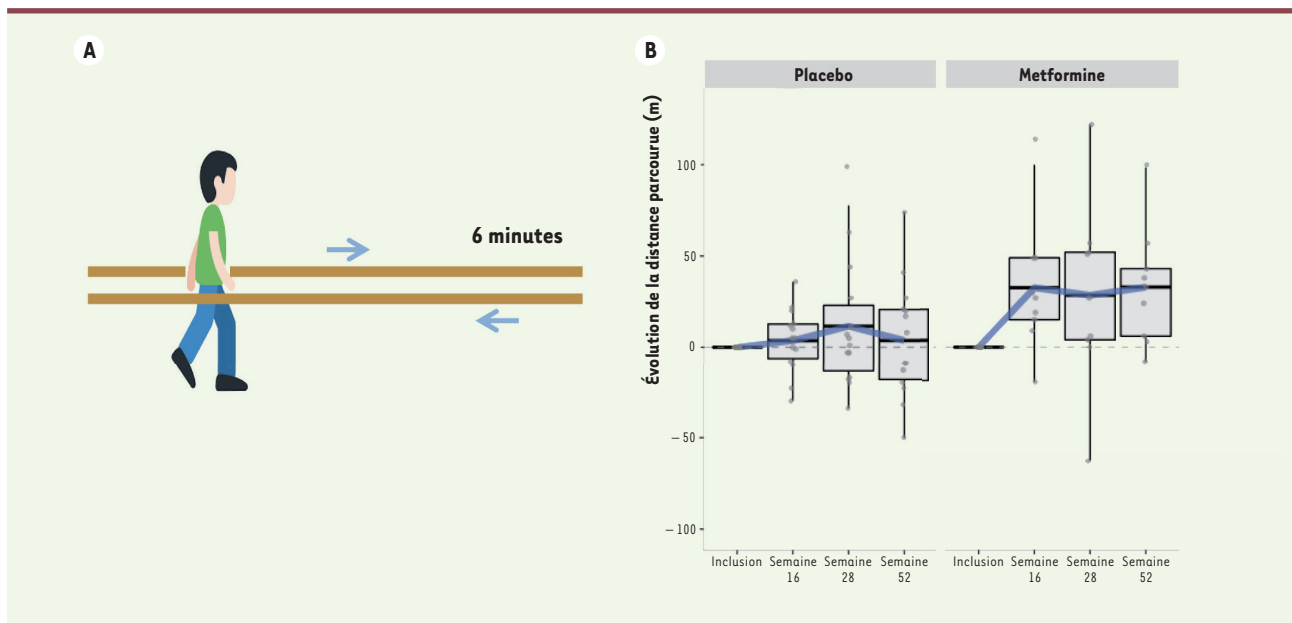 A
6 minutes
B
Placebo
Metformine
Évolution de la distance parcourue (m)
100
50
0
– 50
– 100
Inclusion Semaine Semaine Semaine
16 28 52
Inclusion Semaine Semaine Semaine
16 28 52